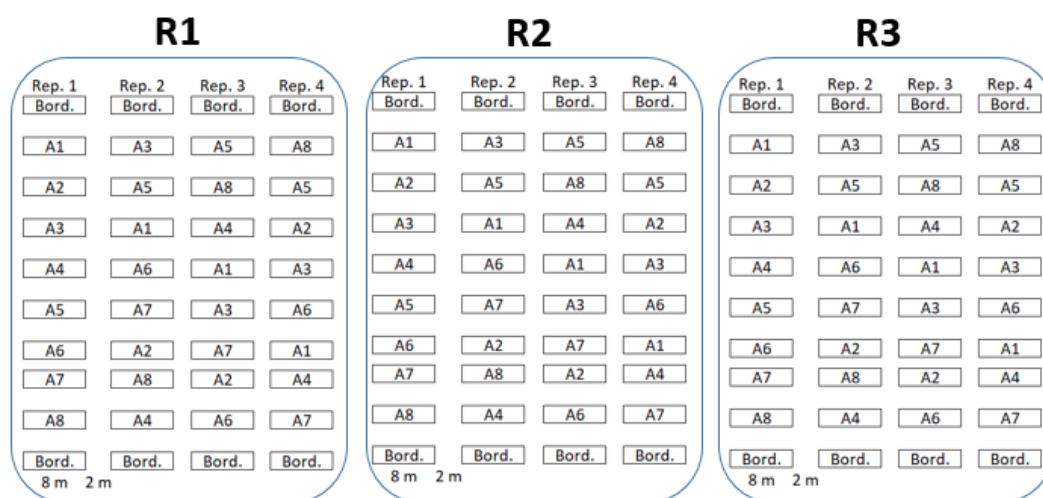 R1 R2 R3
Rep. 1 Rep. 2 Rep. 3 Rep. 4 Rep. 1 Rep. 2 Rep. 3 Rep. 4 Rep. 1 Rep. 2 Rep. 3 Rep. 4
Bord. Bord. Bord. Bord. Bord. Bord. Bord. Bord. Bord. Bord. Bord. Bord.
A1 A3 A5 A8 A1 A3 A5 A8 A1 A3 A5 A8
A2 A5 A8 A5 A2 A5 A8 A5 A2 A5 A8 A5
A3 A1 A4 A2 A3 A1 A4 A2 A3 A1 A4 A2
A4 A6 A1 A3 A4 A6 A1 A3 A4 A6 A1 A3
A5 A7 A3 A6 A5 A7 A3 A6 A5 A7 A3 A6
A6 A2 A7 A1 A6 A2 A7 A1 A6 A2 A7 A1
A7 A8 A2 A4 A7 A8 A2 A4 A7 A8 A2 A4
A8 A4 A6 A7 A8 A4 A6 A7 A8 A4 A6 A7
Bord. Bord. Bord. Bord. Bord. Bord. Bord. Bord. Bord. Bord. Bord. Bord.
8 m 2 m 8 m 2 m 8 m 2 m